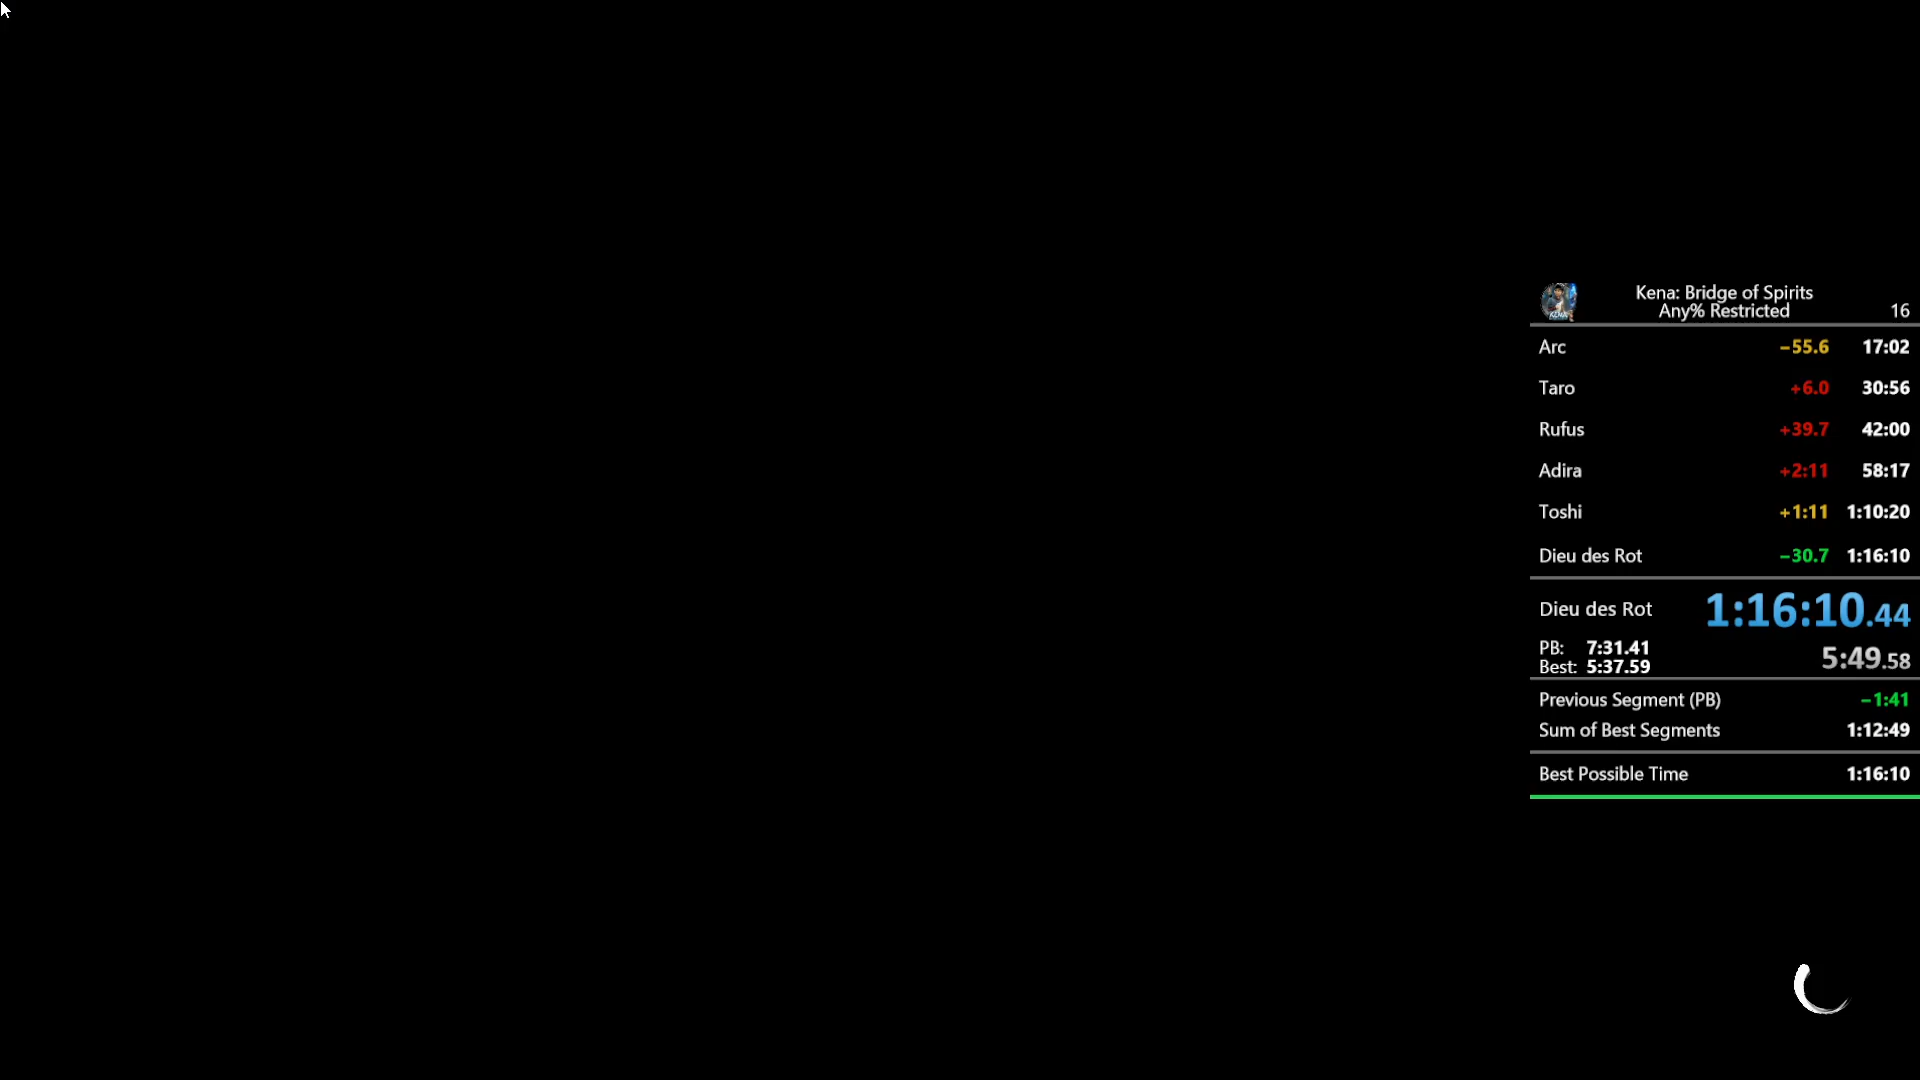 Kena: Bridge of Spirits
Any% Restricted 16
Arc −55.6 17:02
Taro +6.0 30:56
Rufus +39.7 42:00
Adira +2:11 58:17
Toshi +1:11 1:10:20
Dieu des Rot −30.7 1:16:10
Dieu des Rot 1:16:10.44
PB: 7:31.41
Best: 5:37.59 5:49.58
Previous Segment (PB) −1:41
Sum of Best Segments 1:12:49
Best Possible Time 1:16:10